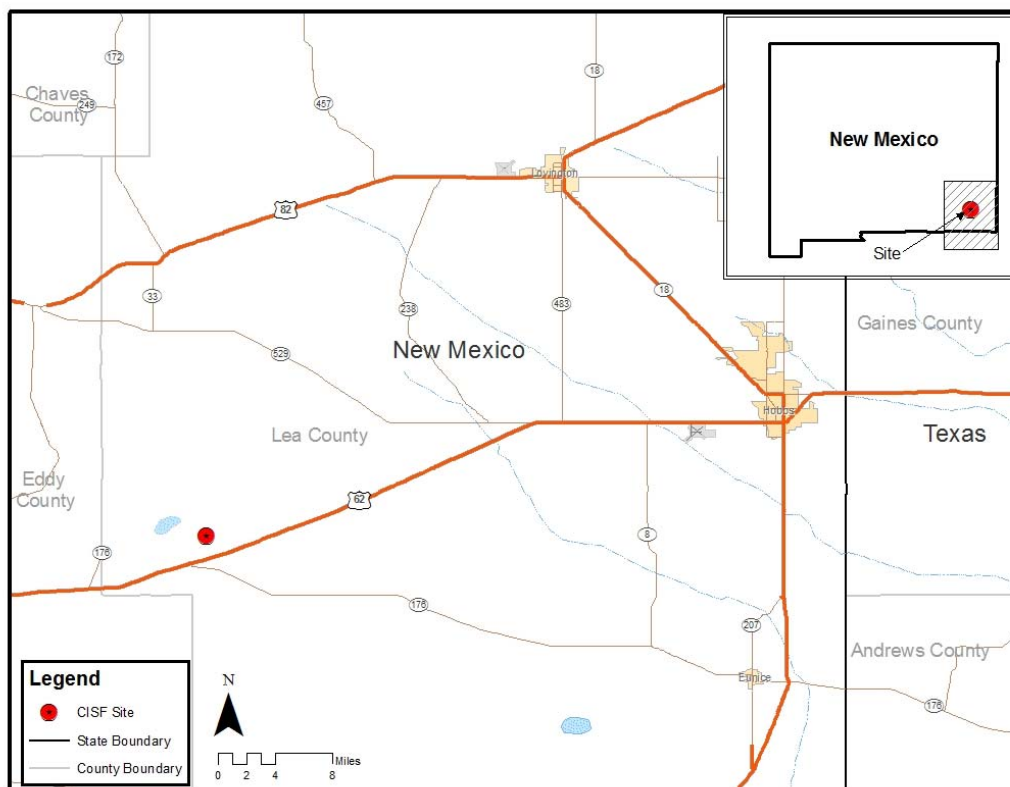 172
Chaves
County
249
457
18
Lovington
82
33
238
483
18
529
New Mexico
Hobbs
Gaines County
Texas
Lea County
Eddy
County
62
176
8
176
207
Eunice
Andrews County
176
New Mexico
Site
Legend
CISF Site
State Boundary
County Boundary
N
Miles
0 2 4 8